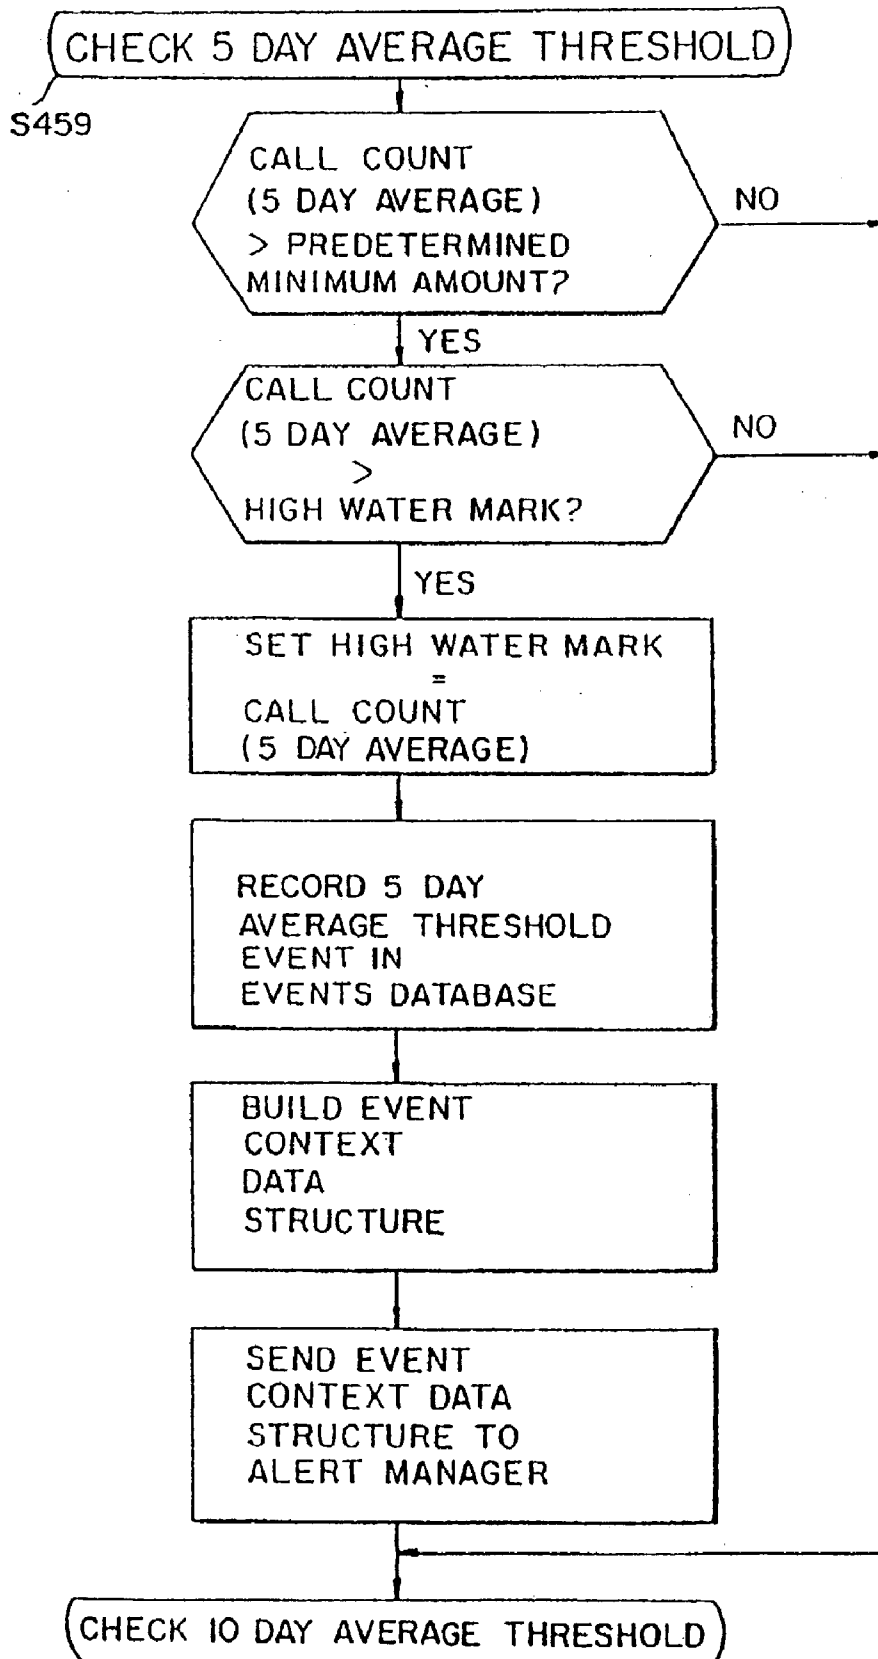 CHECK 5 DAY AVERAGE THRESHOLD
S459
CALL COUNT
(5 DAY AVERAGE)
> PREDETERMINED
MINIMUM AMOUNT?
NO
YES
CALL COUNT
(5 DAY AVERAGE)
>
HIGH WATER MARK?
NO
YES
SET HIGH WATER MARK
=
CALL COUNT
(5 DAY AVERAGE)
RECORD 5 DAY
AVERAGE THRESHOLD
EVENT IN
EVENTS DATABASE
BUILD EVENT
CONTEXT
DATA
STRUCTURE
SEND EVENT
CONTEXT DATA
STRUCTURE TO
ALERT MANAGER
CHECK 10 DAY AVERAGE THRESHOLD